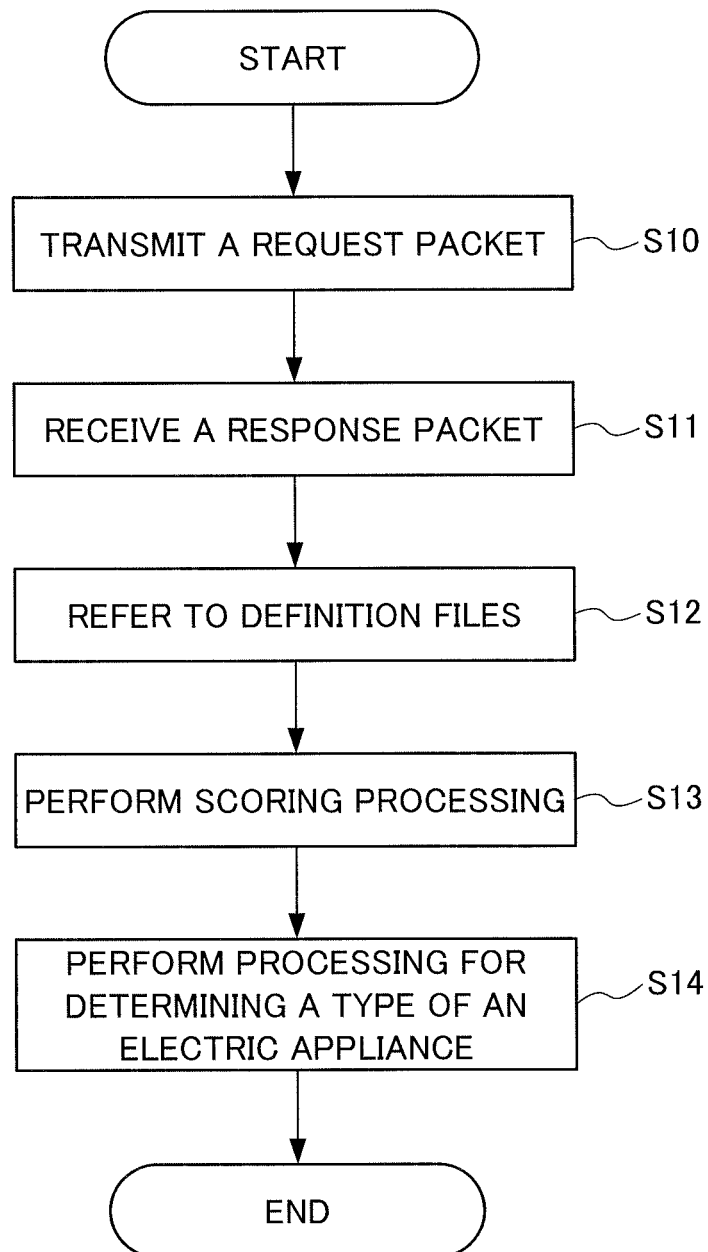 START
TRANSMIT A REQUEST PACKET
S10
RECEIVE A RESPONSE PACKET
S11
REFER TO DEFINITION FILES
S12
PERFORM SCORING PROCESSING
S13
PERFORM PROCESSING FOR
DETERMINING A TYPE OF AN
ELECTRIC APPLIANCE
S14
END